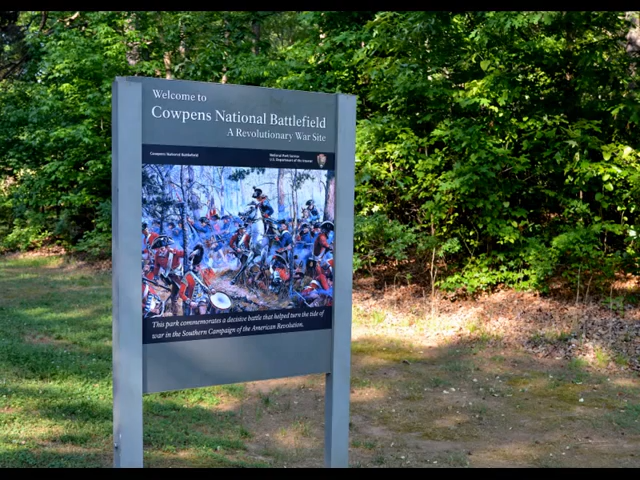 Welcome to
Cowpens National Battlefield
A Revolutionary War Site
Cowpens National Battlefield
National Park Service
U.S. Department of the Interior
This park commemorates a decisive battle that helped turn the tide of
war in the Southern Campaign of the American Revolution.